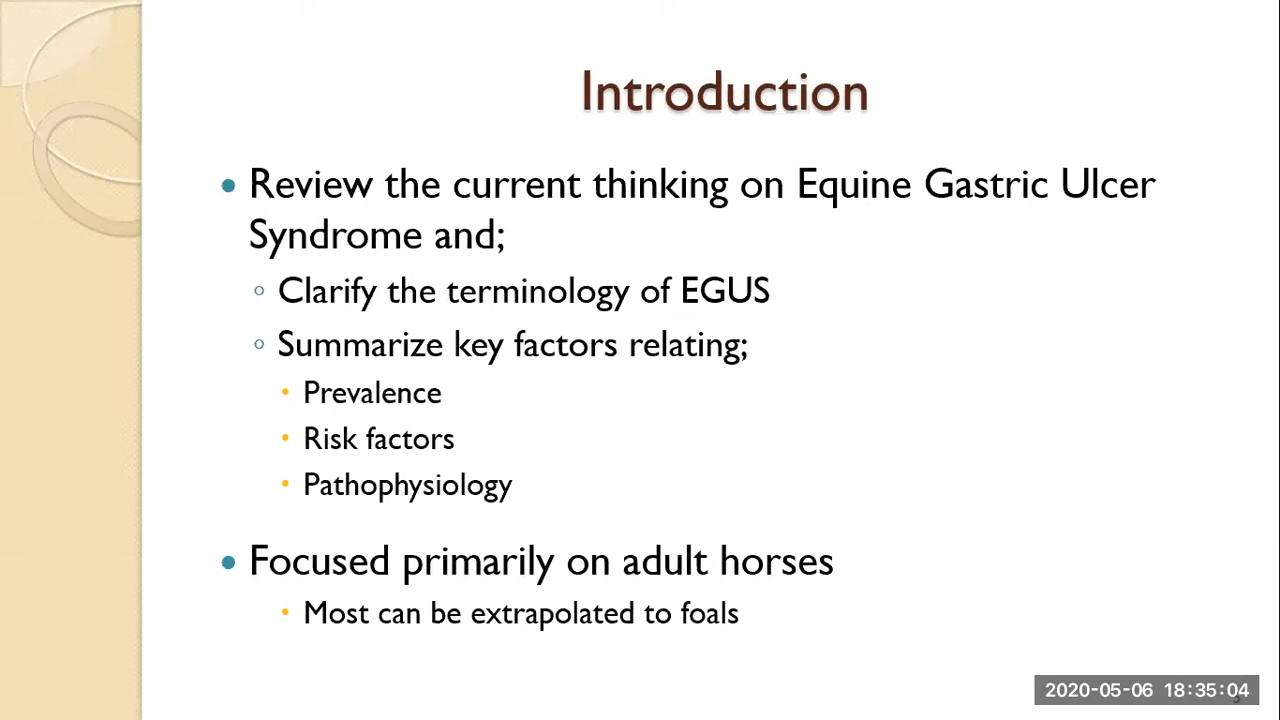 Introduction
Review the current thinking on Equine Gastric Ulcer
Syndrome and;
Clarify the terminology of EGUS
Summarize key factors relating;
Prevalence
Risk factors
Pathophysiology
Focused primarily on adult horses
Most can be extrapolated to foals
2020-05-06 18:35:04